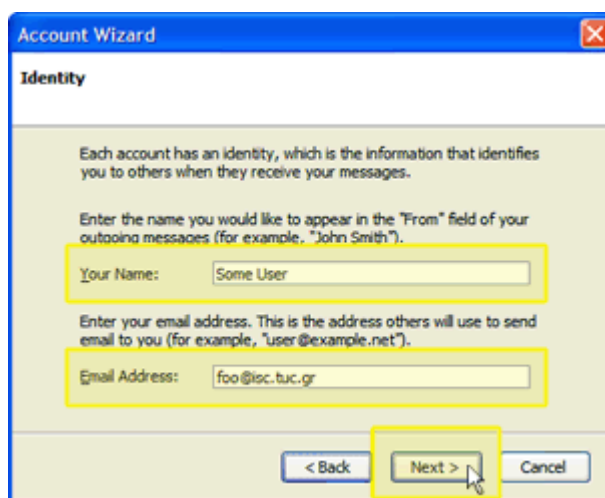 Account Wizard
Identity
Each account has an identity, which is the information that identifies
you to others when they receive your messages.
Enter the name you would like to appear in the "From" field of your
outgoing messages (for example, "John Smith").
Your Name: Some User
Enter your email address. This is the address others will use to send
email to you (for example, "user@example.net").
Email Address: foo@isc.tuc.gr
< Back Next > Cancel